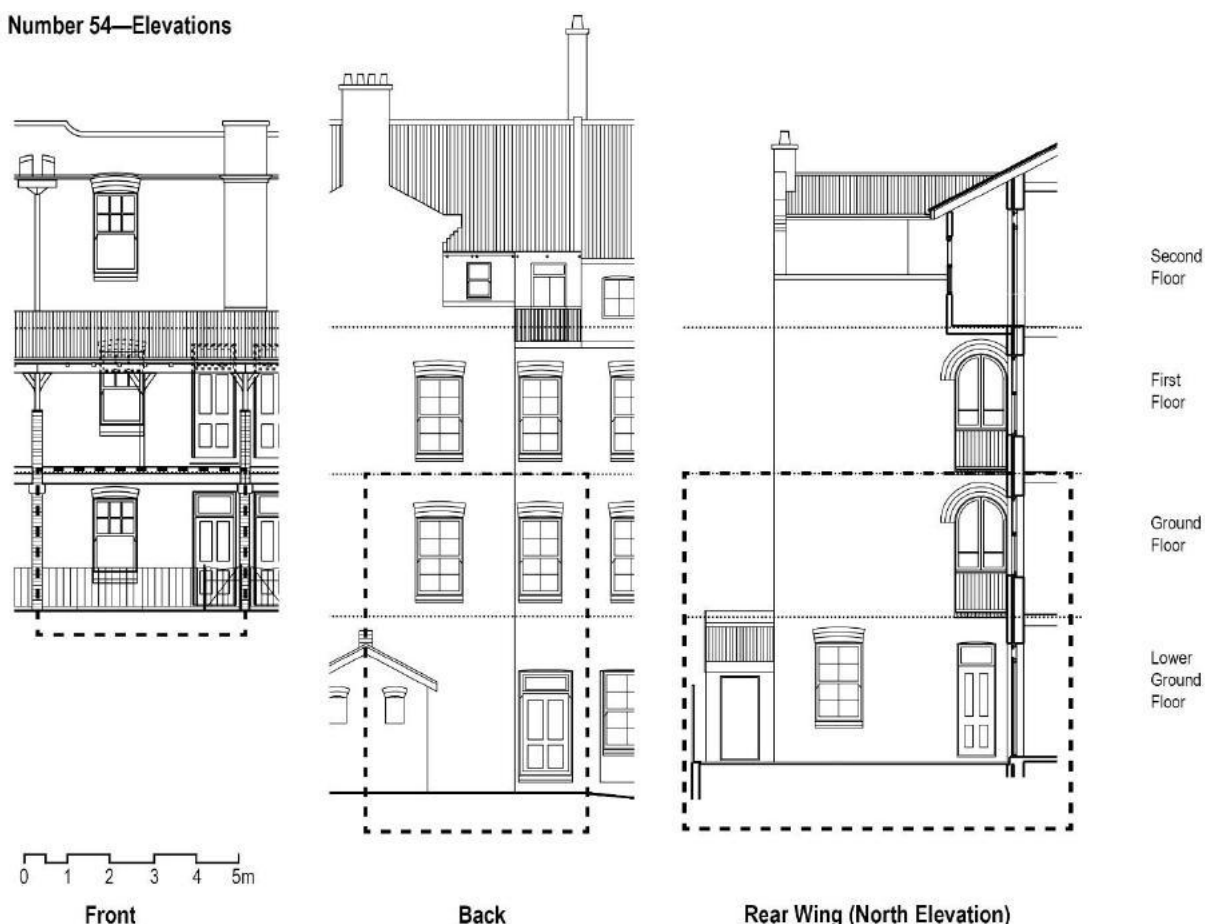 Number 54—Elevations
Second
Floor
First
Floor
Ground
Floor
Lower
Ground
Floor
0 1 2 3 4 5m
Front
Back
Rear Wing (North Elevation)